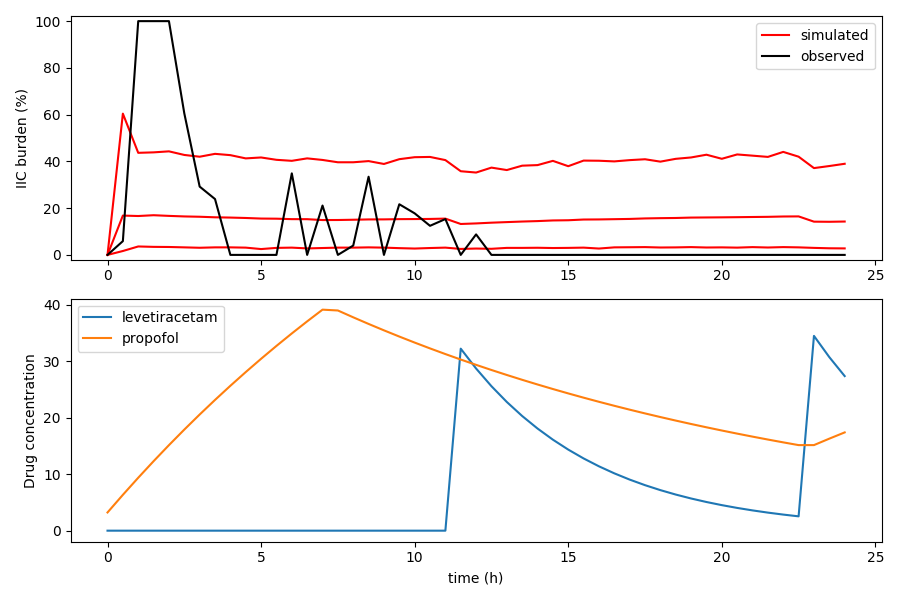 100
80
60
40
20
0
IIC burden (%)
simulated
observed
0 5 10 15 20 25
40
30
20
10
0
Drug concentration
levetiracetam
propofol
0 5 10 15 20 25
time (h)